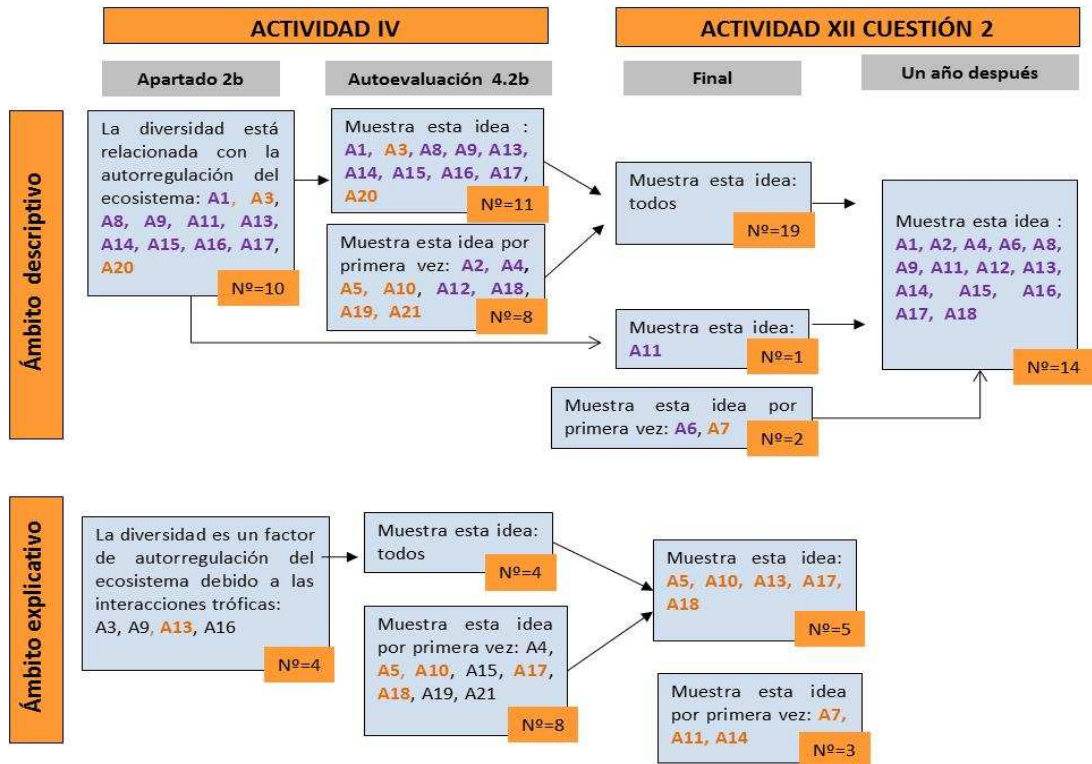 ACTIVIDAD IV
ACTIVIDAD XII CUESTIÓN 2
Apartado 2b
Autoevaluación 4.2b
Final
Un año después
Ámbito descriptivo
La diversidad está
relacionada con la
autorregulación del
ecosistema: A1, A3,
A8, A9, A11, A13,
A14, A15, A16, A17,
A20
Nº=10
Muestra esta idea :
A1, A3, A8, A9, A13,
A14, A15, A16, A17,
A20
Nº=11
Muestra esta idea por
primera vez: A2, A4,
A5, A10, A12, A18,
A19, A21
Nº=8
Muestra esta idea:
todos
Nº=19
Muestra esta idea:
A11
Nº=1
Muestra esta idea por
primera vez: A6, A7
Nº=2
Muestra esta idea :
A1, A2, A4, A6, A8,
A9, A11, A12, A13,
A14, A15, A16,
A17, A18
Nº=14
Ámbito explicativo
La diversidad es un factor
de autorregulación del
ecosistema debido a las
interacciones tróficas:
A3, A9, A13, A16
Nº=4
Muestra esta idea:
todos
Nº=4
Muestra esta idea
por primera vez: A4,
A5, A10, A15, A17,
A18, A19, A21
Nº=8
Muestra esta idea:
A5, A10, A13, A17,
A18
Nº=5
Muestra esta idea
por primera vez: A7,
A11, A14
Nº=3